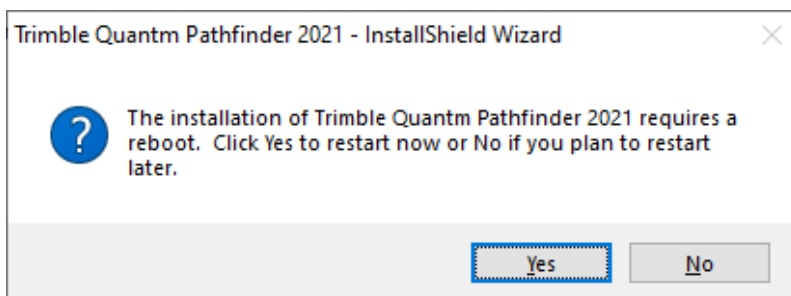 Trimble Quantm Pathfinder 2021 - InstallShield Wizard
The installation of Trimble Quantm Pathfinder 2021 requires a
reboot.  Click Yes to restart now or No if you plan to restart
later.
Yes
No